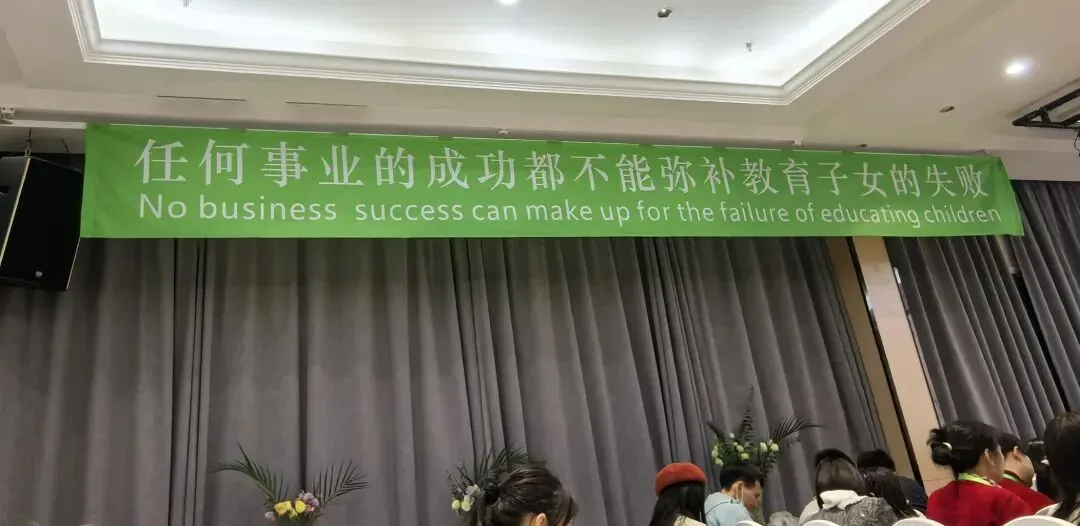 任何事业的成功都不能弥补教育子女的失败
No business success can make up for the failure of educating children